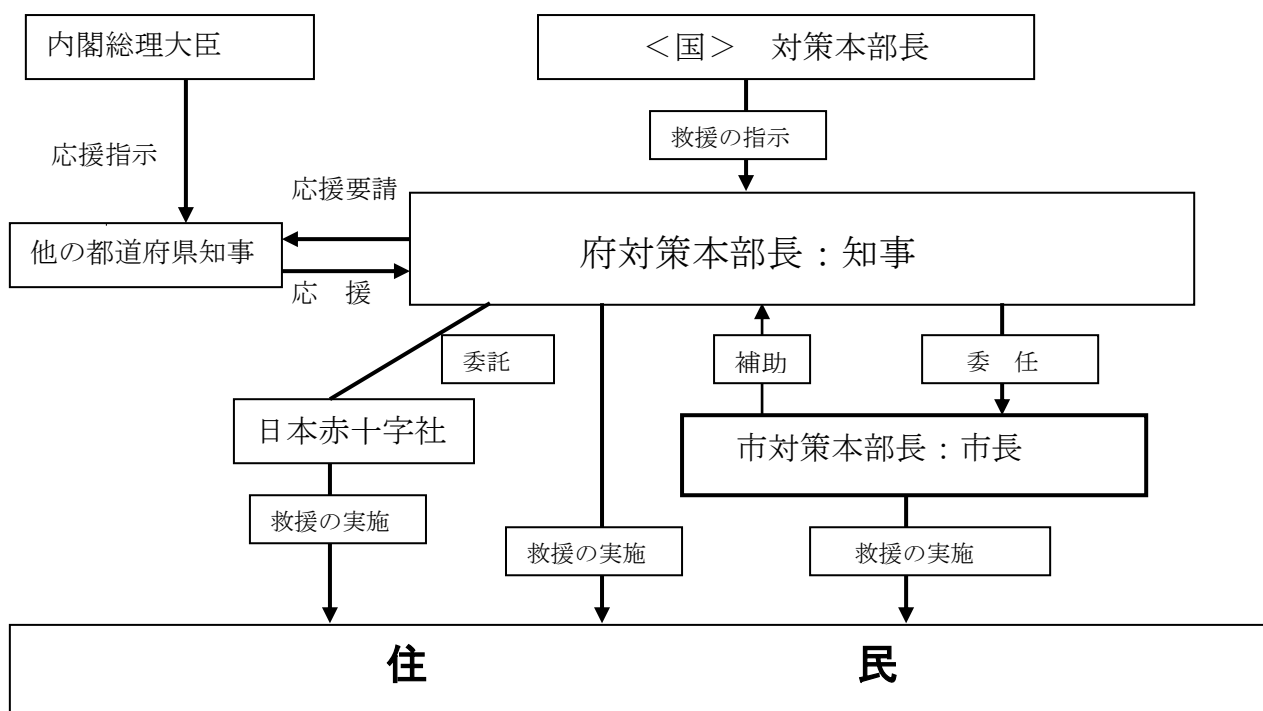 内閣総理大臣
＜国＞　対策本部長
救援の指示
応援指示
応援要請
他の都道府県知事
府対策本部長：知事
応　援
委託
補助
委　任
日本赤十字社
市対策本部長：市長
救援の実施
救援の実施
救援の実施
住　民